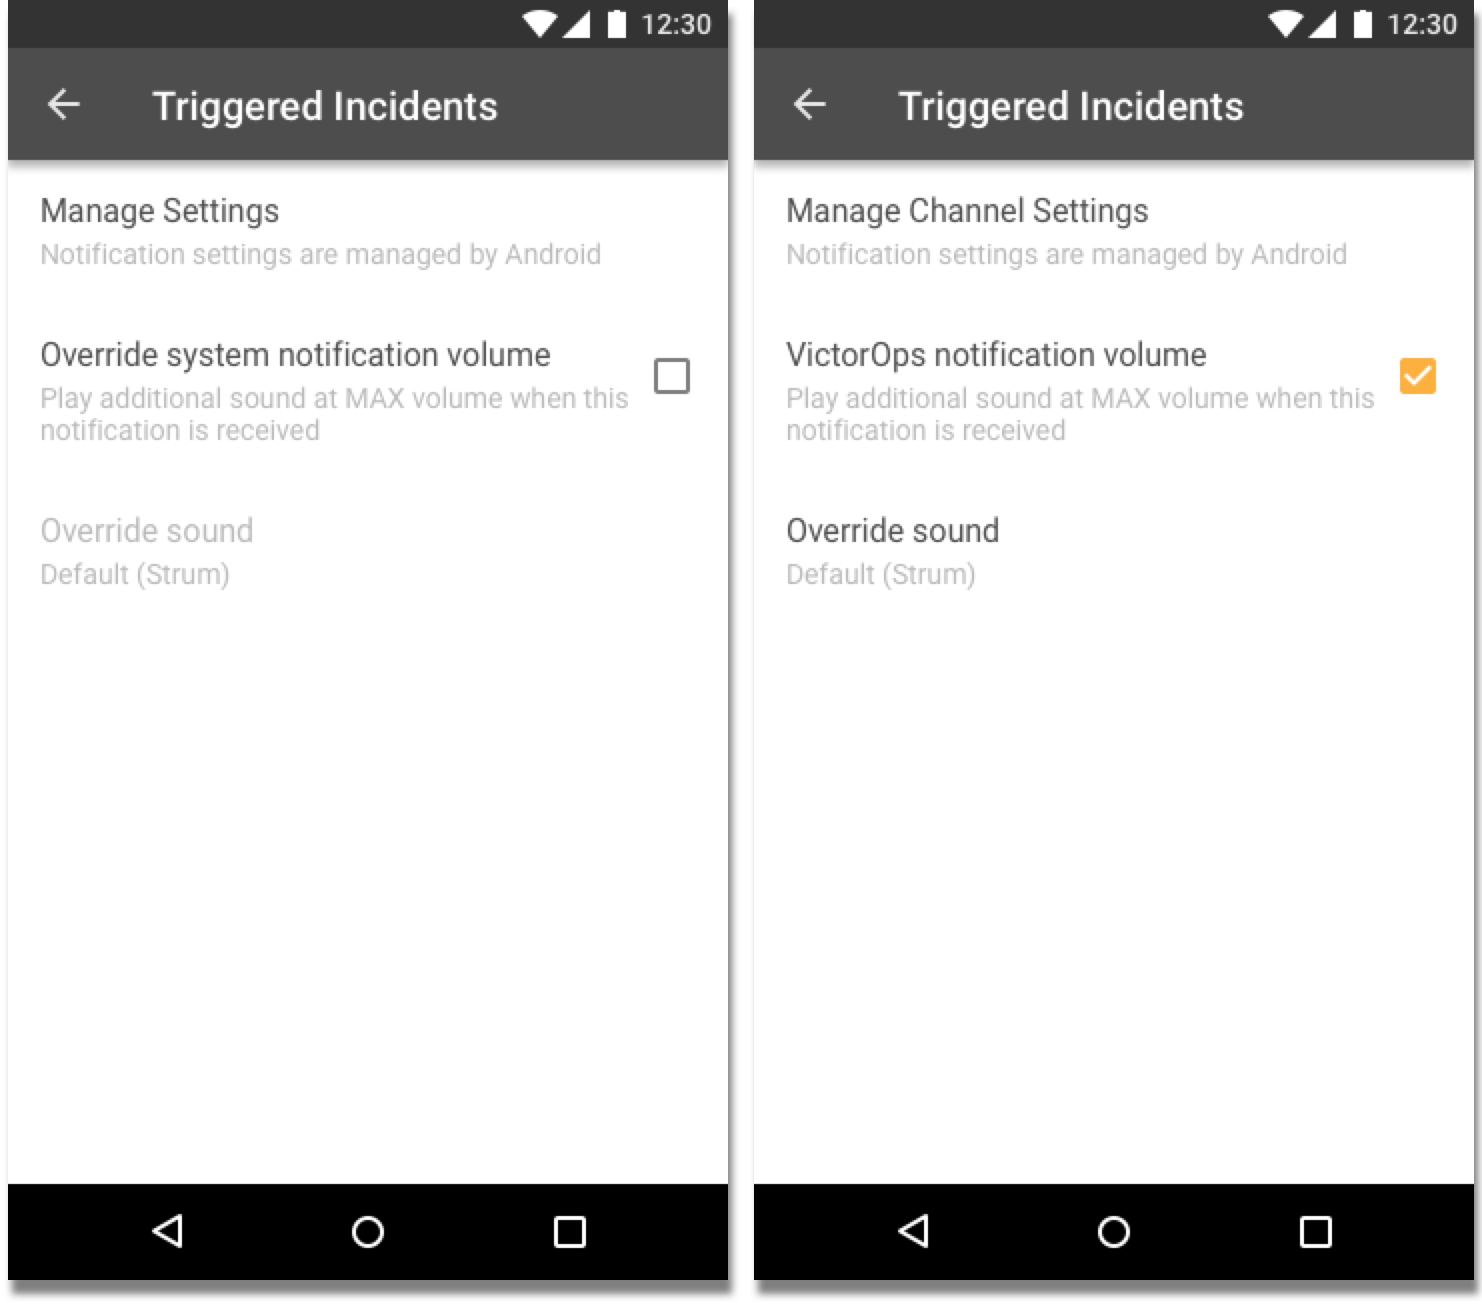 12:30
Triggered Incidents
Manage Settings
Notification settings are managed by Android
Override system notification volume
Play additional sound at MAX volume when this
notification is received
Override sound
Default (Strum)
12:30
Triggered Incidents
Manage Channel Settings
Notification settings are managed by Android
VictorOps notification volume
Play additional sound at MAX volume when this
notification is received
Override sound
Default (Strum)